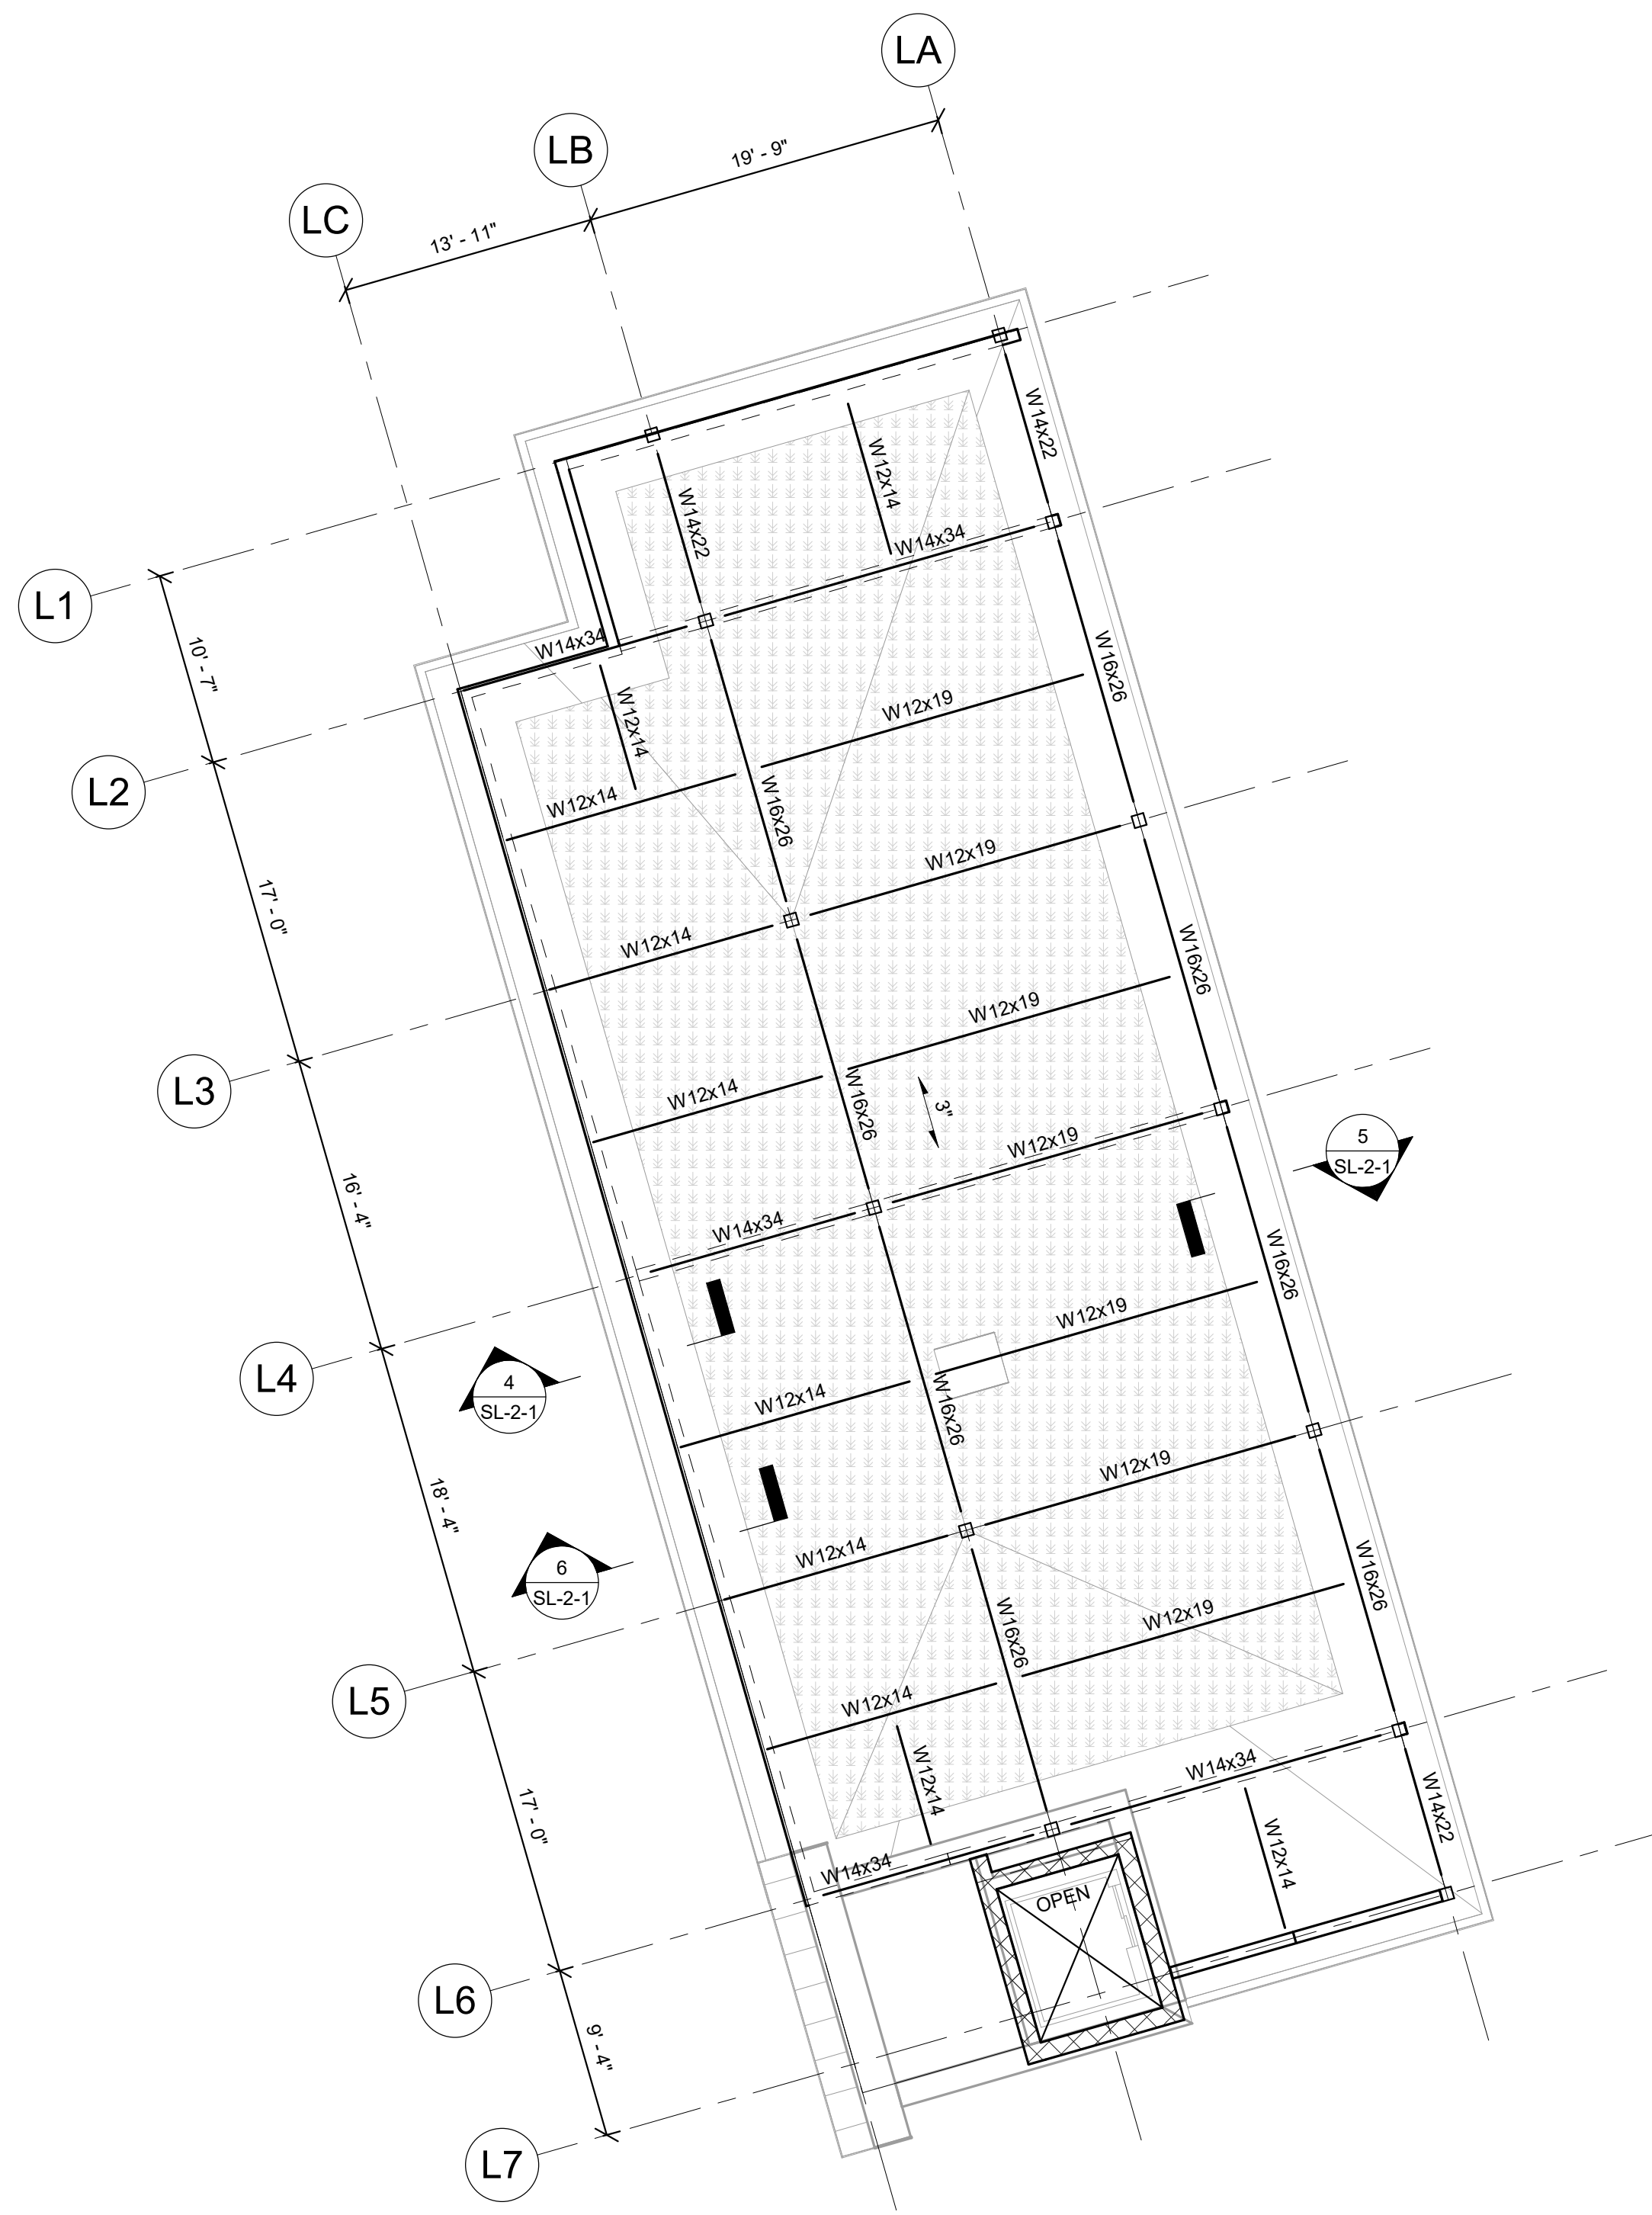 LA
LB
19' - 9"
LC
13' - 11"
W14x22
W12x14
W14x22
W14x34
L1
W14x34
10' - 7"
W16x26
W12x14
W12x19
L2
W12x14
W16x26
W12x19
17' - 0"
W12x14
W16x26
W12x19
L3
W12x14
W16x26
3"
W12x19
5
SL-2-1
16' - 4"
W14x34
W16x26
W12x19
L4
4
SL-2-1
W12x14
W16x26
W12x19
18' - 4"
W12x14
6
SL-2-1
W16x26
W12x19
W16x26
L5
W12x14
W14x34
W12x14
W14x22
17' - 0"
W14x34
W12x14
OPEN
L6
9' - 4"
L7